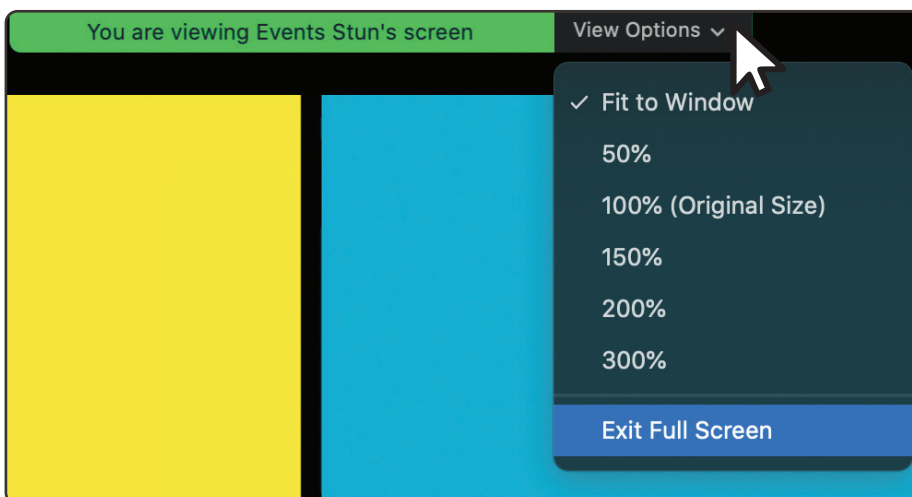 You are viewing Events Stun's screen
View Options
Fit to Window
50%
100% (Original Size)
150%
200%
300%
Exit Full Screen